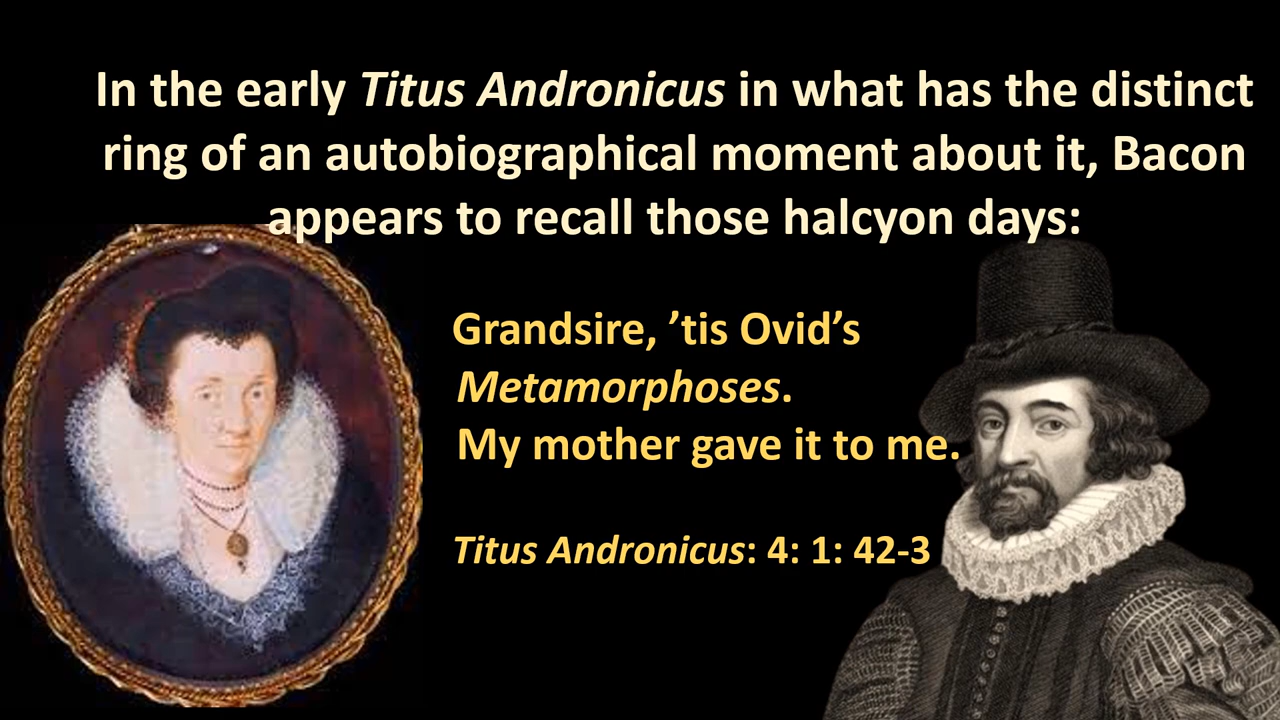 In the early Titus Andronicus in what has the distinct
ring of an autobiographical moment about it, Bacon
appears to recall those halcyon days:
Grandsire, ’tis Ovid’s
Metamorphoses.
My mother gave it to me.
Titus Andronicus: 4: 1: 42-3